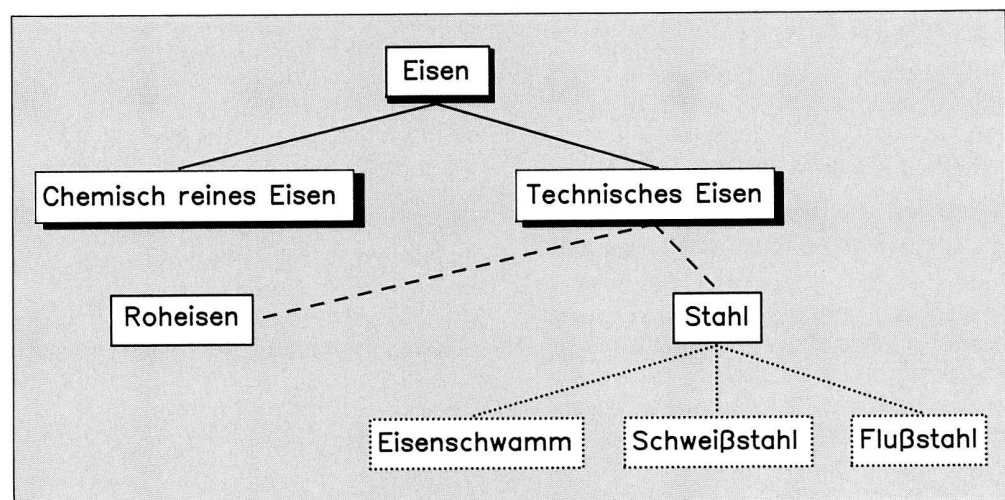 Eisen
Chemisch reines Eisen
Technisches Eisen
Roheisen
Stahl
Eisenschwamm
Schweißstahl
Flußstahl